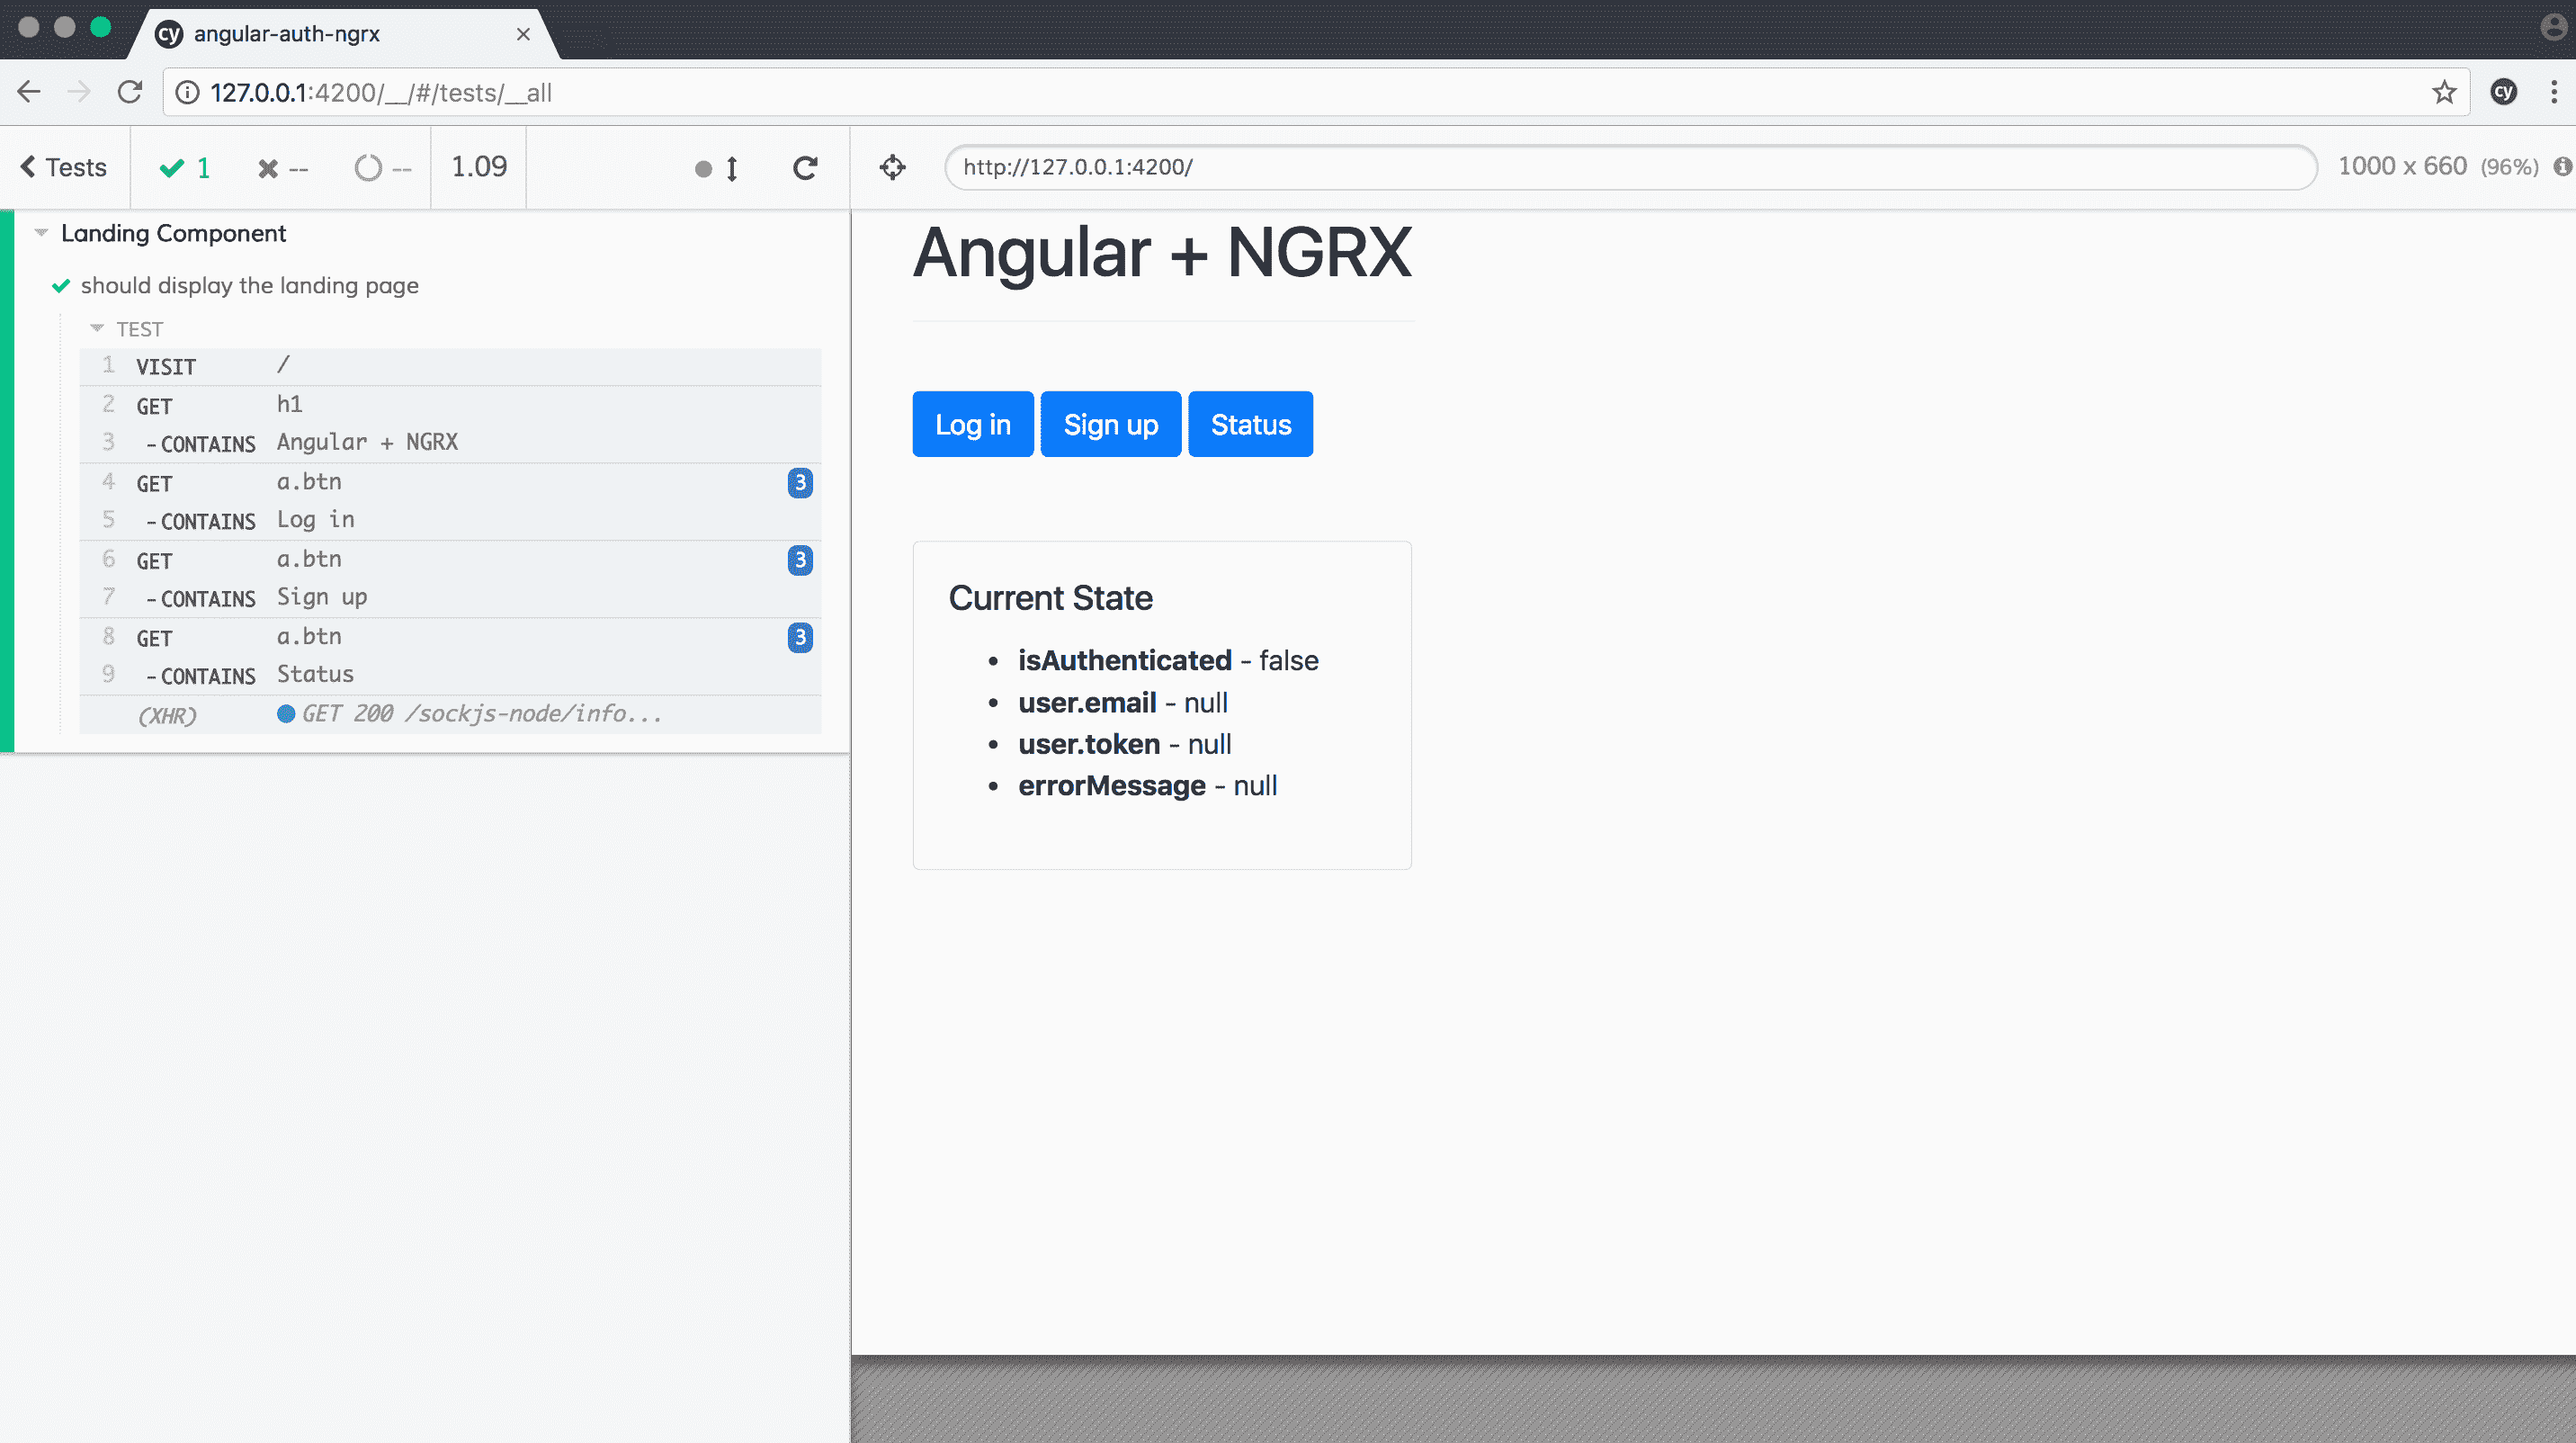 cy angular-auth-ngrx
127.0.0.1:4200/__/#/tests/__all
cy
Tests
1
--
--
1.09
http://127.0.0.1:4200/
1000 x 660 (96%)
Landing Component
should display the landing page
TEST
1 VISIT /
2 GET h1
3 -CONTAINS Angular + NGRX
4 GET a.btn 3
5 -CONTAINS Log in
6 GET a.btn 3
7 -CONTAINS Sign up
8 GET a.btn 3
9 -CONTAINS Status
(XHR) GET 200 /sockjs-node/info...
Angular + NGRX
Log in
Sign up
Status
Current State
• isAuthenticated - false
• user.email - null
• user.token - null
• errorMessage - null